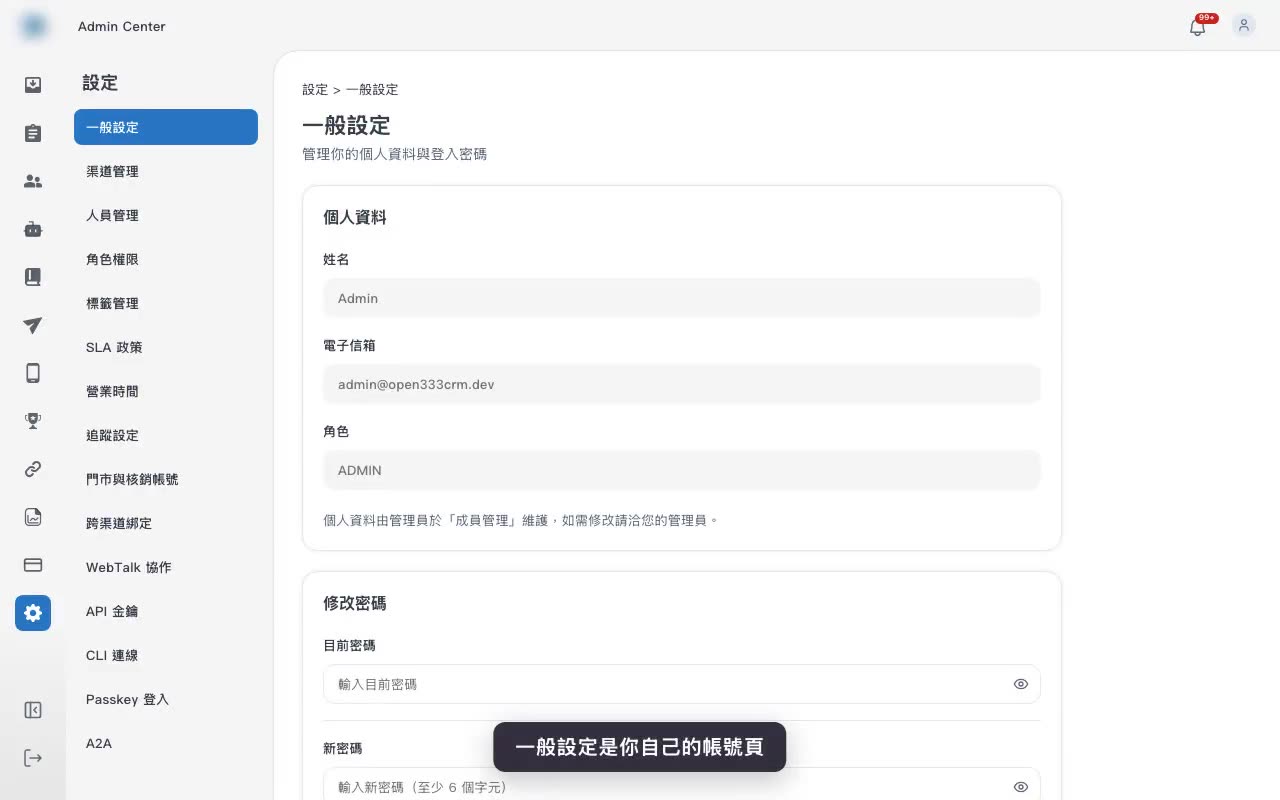 Admin Center
99+
設定
一般設定
渠道管理
人員管理
角色權限
標籤管理
SLA 政策
營業時間
追蹤設定
門市與核銷帳號
跨渠道綁定
WebTalk 協作
API 金鑰
CLI 連線
Passkey 登入
A2A
設定 > 一般設定
一般設定
管理你的個人資料與登入密碼
個人資料
姓名
Admin
電子信箱
admin@open333crm.dev
角色
ADMIN
個人資料由管理員於「成員管理」維護，如需修改請洽您的管理員。
修改密碼
目前密碼
輸入目前密碼
新密碼
輸入新密碼（至少 6 個字元）
一般設定是你自己的帳號頁